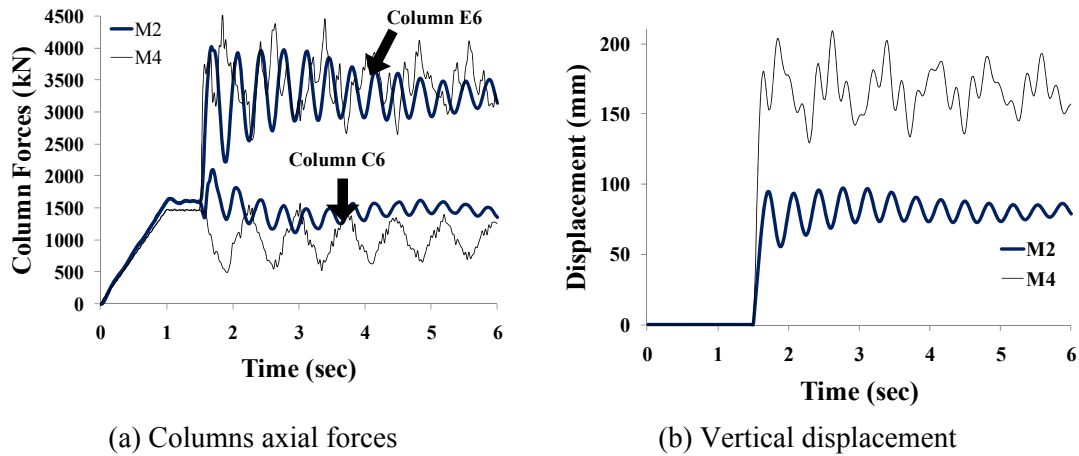 Column Forces (kN)
4500
4000
3500
3000
2500
2000
1500
1000
500
0
M2
M4
Column E6
Column C6
0 1 2 3 4 5 6
Time (sec)
(a) Columns axial forces
Displacement (mm)
200
150
100
50
0
M2
M4
0 1 2 3 4 5 6
Time (sec)
(b) Vertical displacement